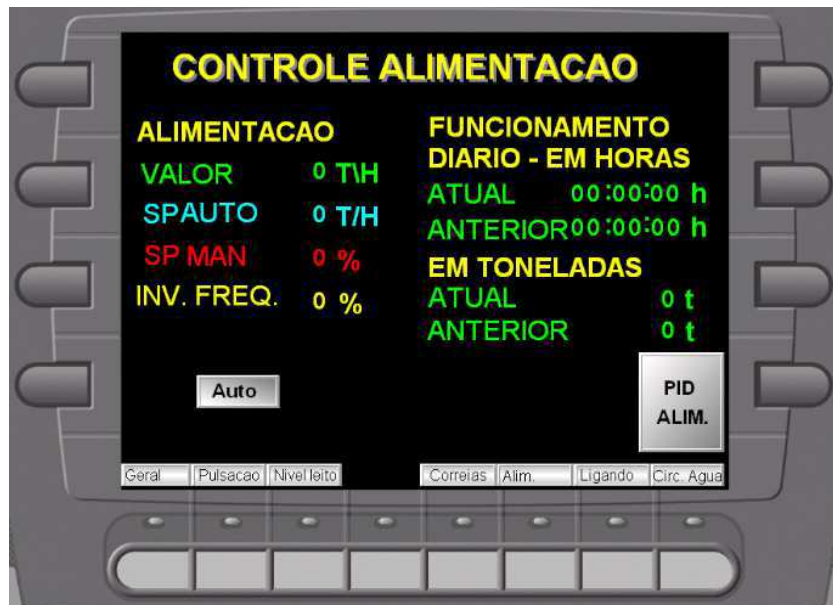 CONTROLE ALIMENTACAO
ALIMENTACAO
VALOR 0 T\H
SPAUTO 0 T/H
SP MAN 0 %
INV. FREQ. 0 %
FUNCIONAMENTO
DIARIO - EM HORAS
ATUAL 00:00:00 h
ANTERIOR 00:00:00 h
EM TONELADAS
ATUAL 0 t
ANTERIOR 0 t
Auto
PID
ALIM.
Geral Pulsacao Nivel leito Correias Alim. Ligando Circ. Agua